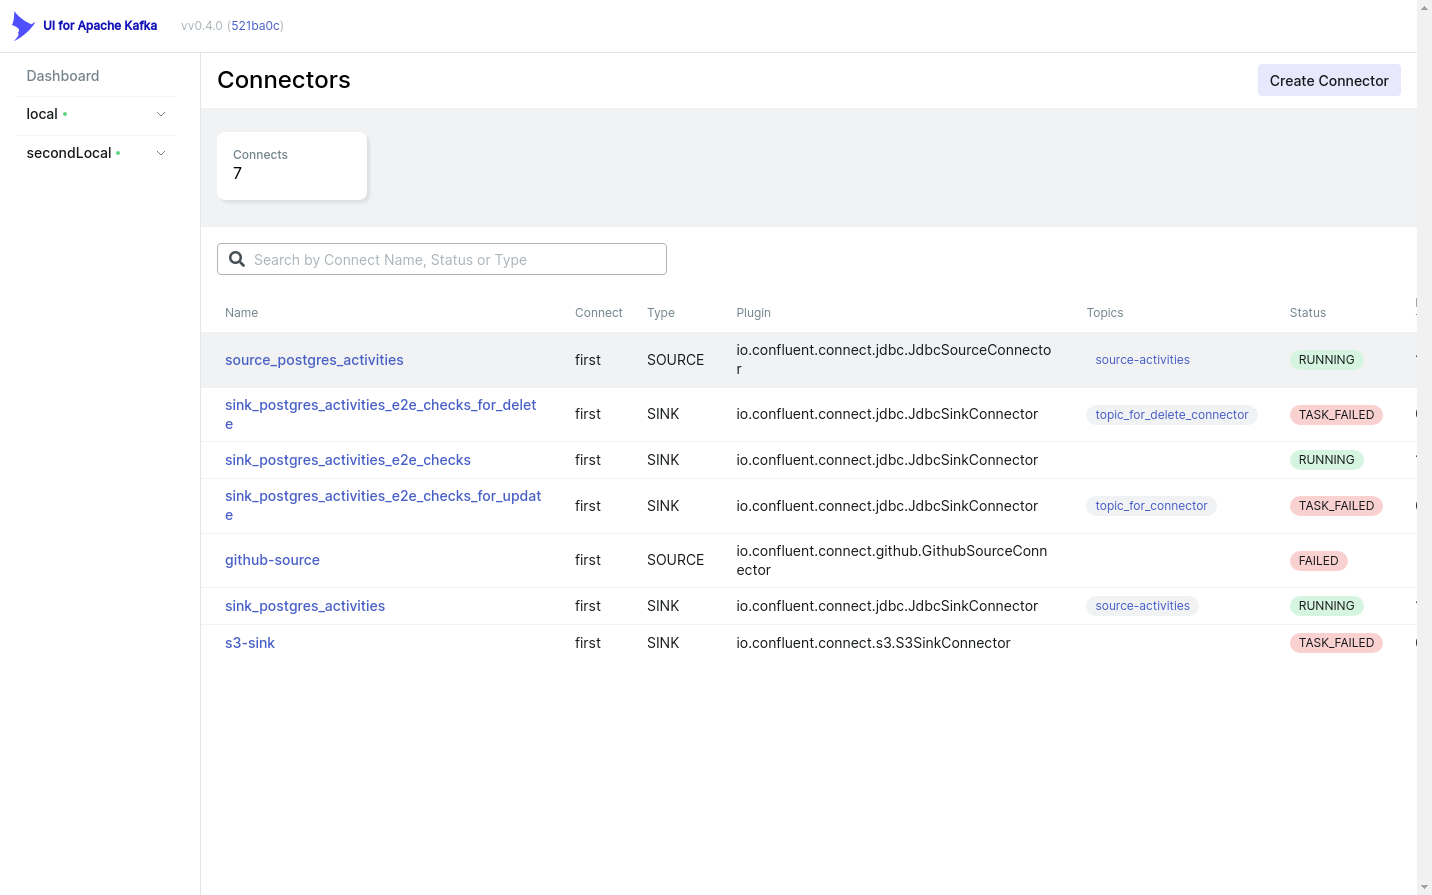 UI for Apache Kafka vv0.4.0 (521ba0c)
Dashboard
local
secondLocal
Connectors
Create Connector
Connects
7
Search by Connect Name, Status or Type
Name Connect Type Plugin Topics Status
source_postgres_activities first SOURCE io.confluent.connect.jdbc.JdbcSourceConnecto
r source-activities RUNNING
sink_postgres_activities_e2e_checks_for_delet
e first SINK io.confluent.connect.jdbc.JdbcSinkConnector topic_for_delete_connector TASK_FAILED
sink_postgres_activities_e2e_checks first SINK io.confluent.connect.jdbc.JdbcSinkConnector RUNNING
sink_postgres_activities_e2e_checks_for_updat
e first SINK io.confluent.connect.jdbc.JdbcSinkConnector topic_for_connector TASK_FAILED
github-source first SOURCE io.confluent.connect.github.GithubSourceConn
ector FAILED
sink_postgres_activities first SINK io.confluent.connect.jdbc.JdbcSinkConnector source-activities RUNNING
s3-sink first SINK io.confluent.connect.s3.S3SinkConnector TASK_FAILED